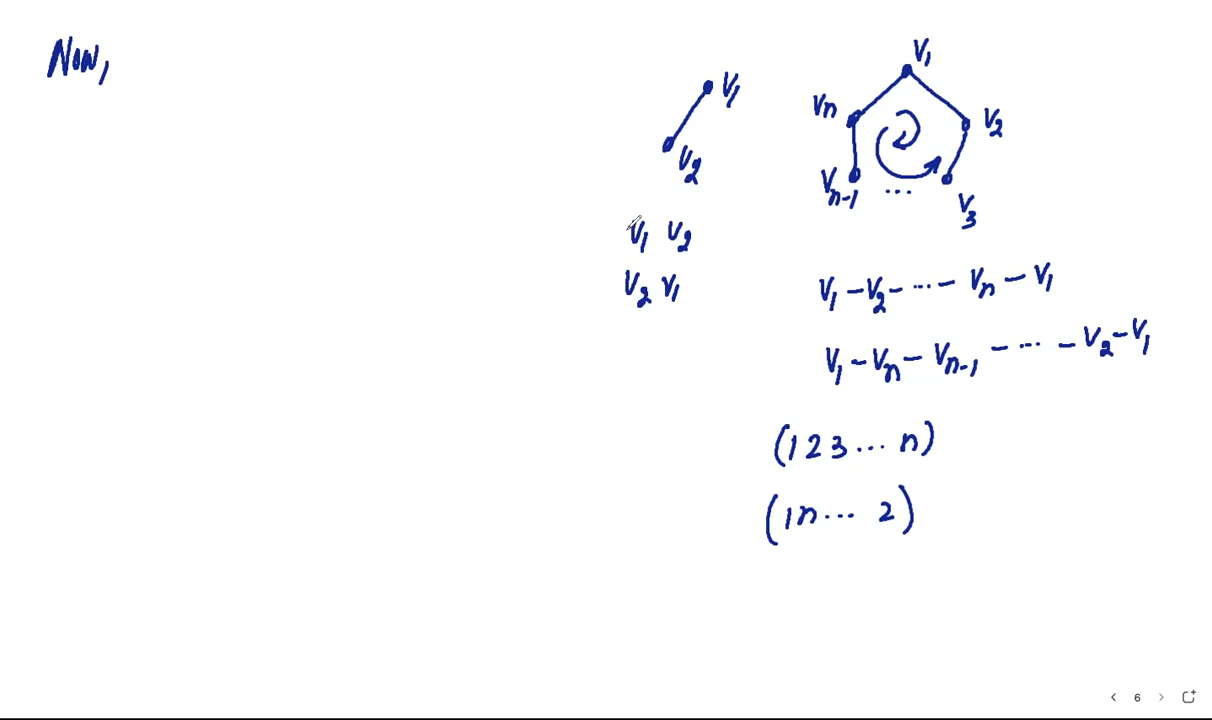 Now,
V1
V2
V1 V2
V2 V1
V1
Vn
V2
Vn-1
...
V3
V1 - V2 - ... - Vn - V1
V1 - Vn - Vn-1 - ... - V2 - V1
(1 2 3 ... n)
(1 n ... 2)
6